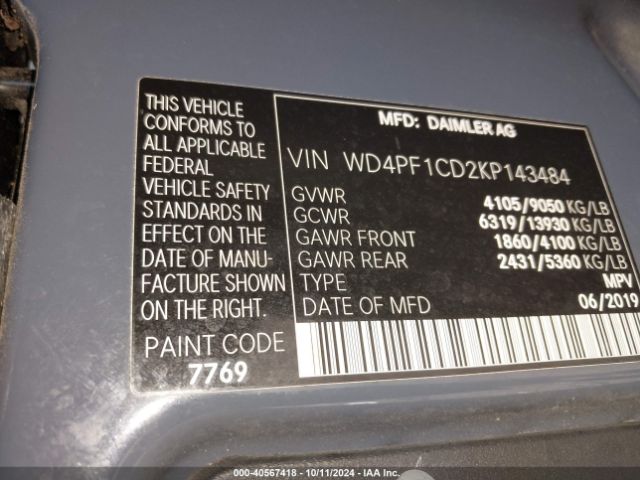 THIS VEHICLE
CONFORMS TO
ALL APPLICABLE
FEDERAL
VEHICLE SAFETY
STANDARDS IN
EFFECT ON THE
DATE OF MANU-
FACTURE SHOWN
ON THE RIGHT.
PAINT CODE
7769
MFD: DAIMLER AG
VIN WD4PF1CD2KP143484
GVWR 4105/9050 KG/LB
GCWR 6319/13930 KG/LB
GAWR FRONT 1860/4100 KG/LB
GAWR REAR 2431/5360 KG/LB
TYPE MPV
DATE OF MFD 06/2019
000-40567418 - 10/11/2024 - IAA Inc.